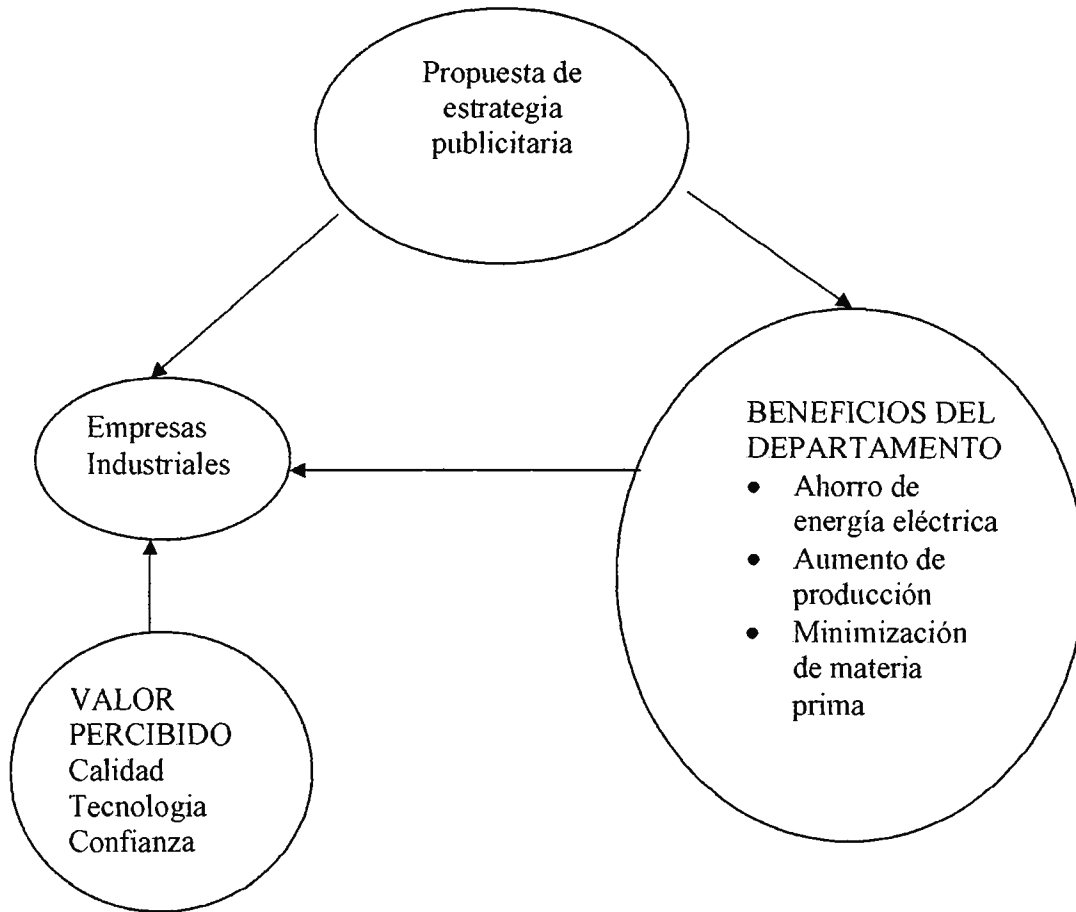 Propuesta de
estrategia
publicitaria
Empresas
Industriales
BENEFICIOS DEL
DEPARTAMENTO
• Ahorro de
energía eléctrica
• Aumento de
producción
• Minimización
de materia
prima
VALOR
PERCIBIDO
Calidad
Tecnologia
Confianza